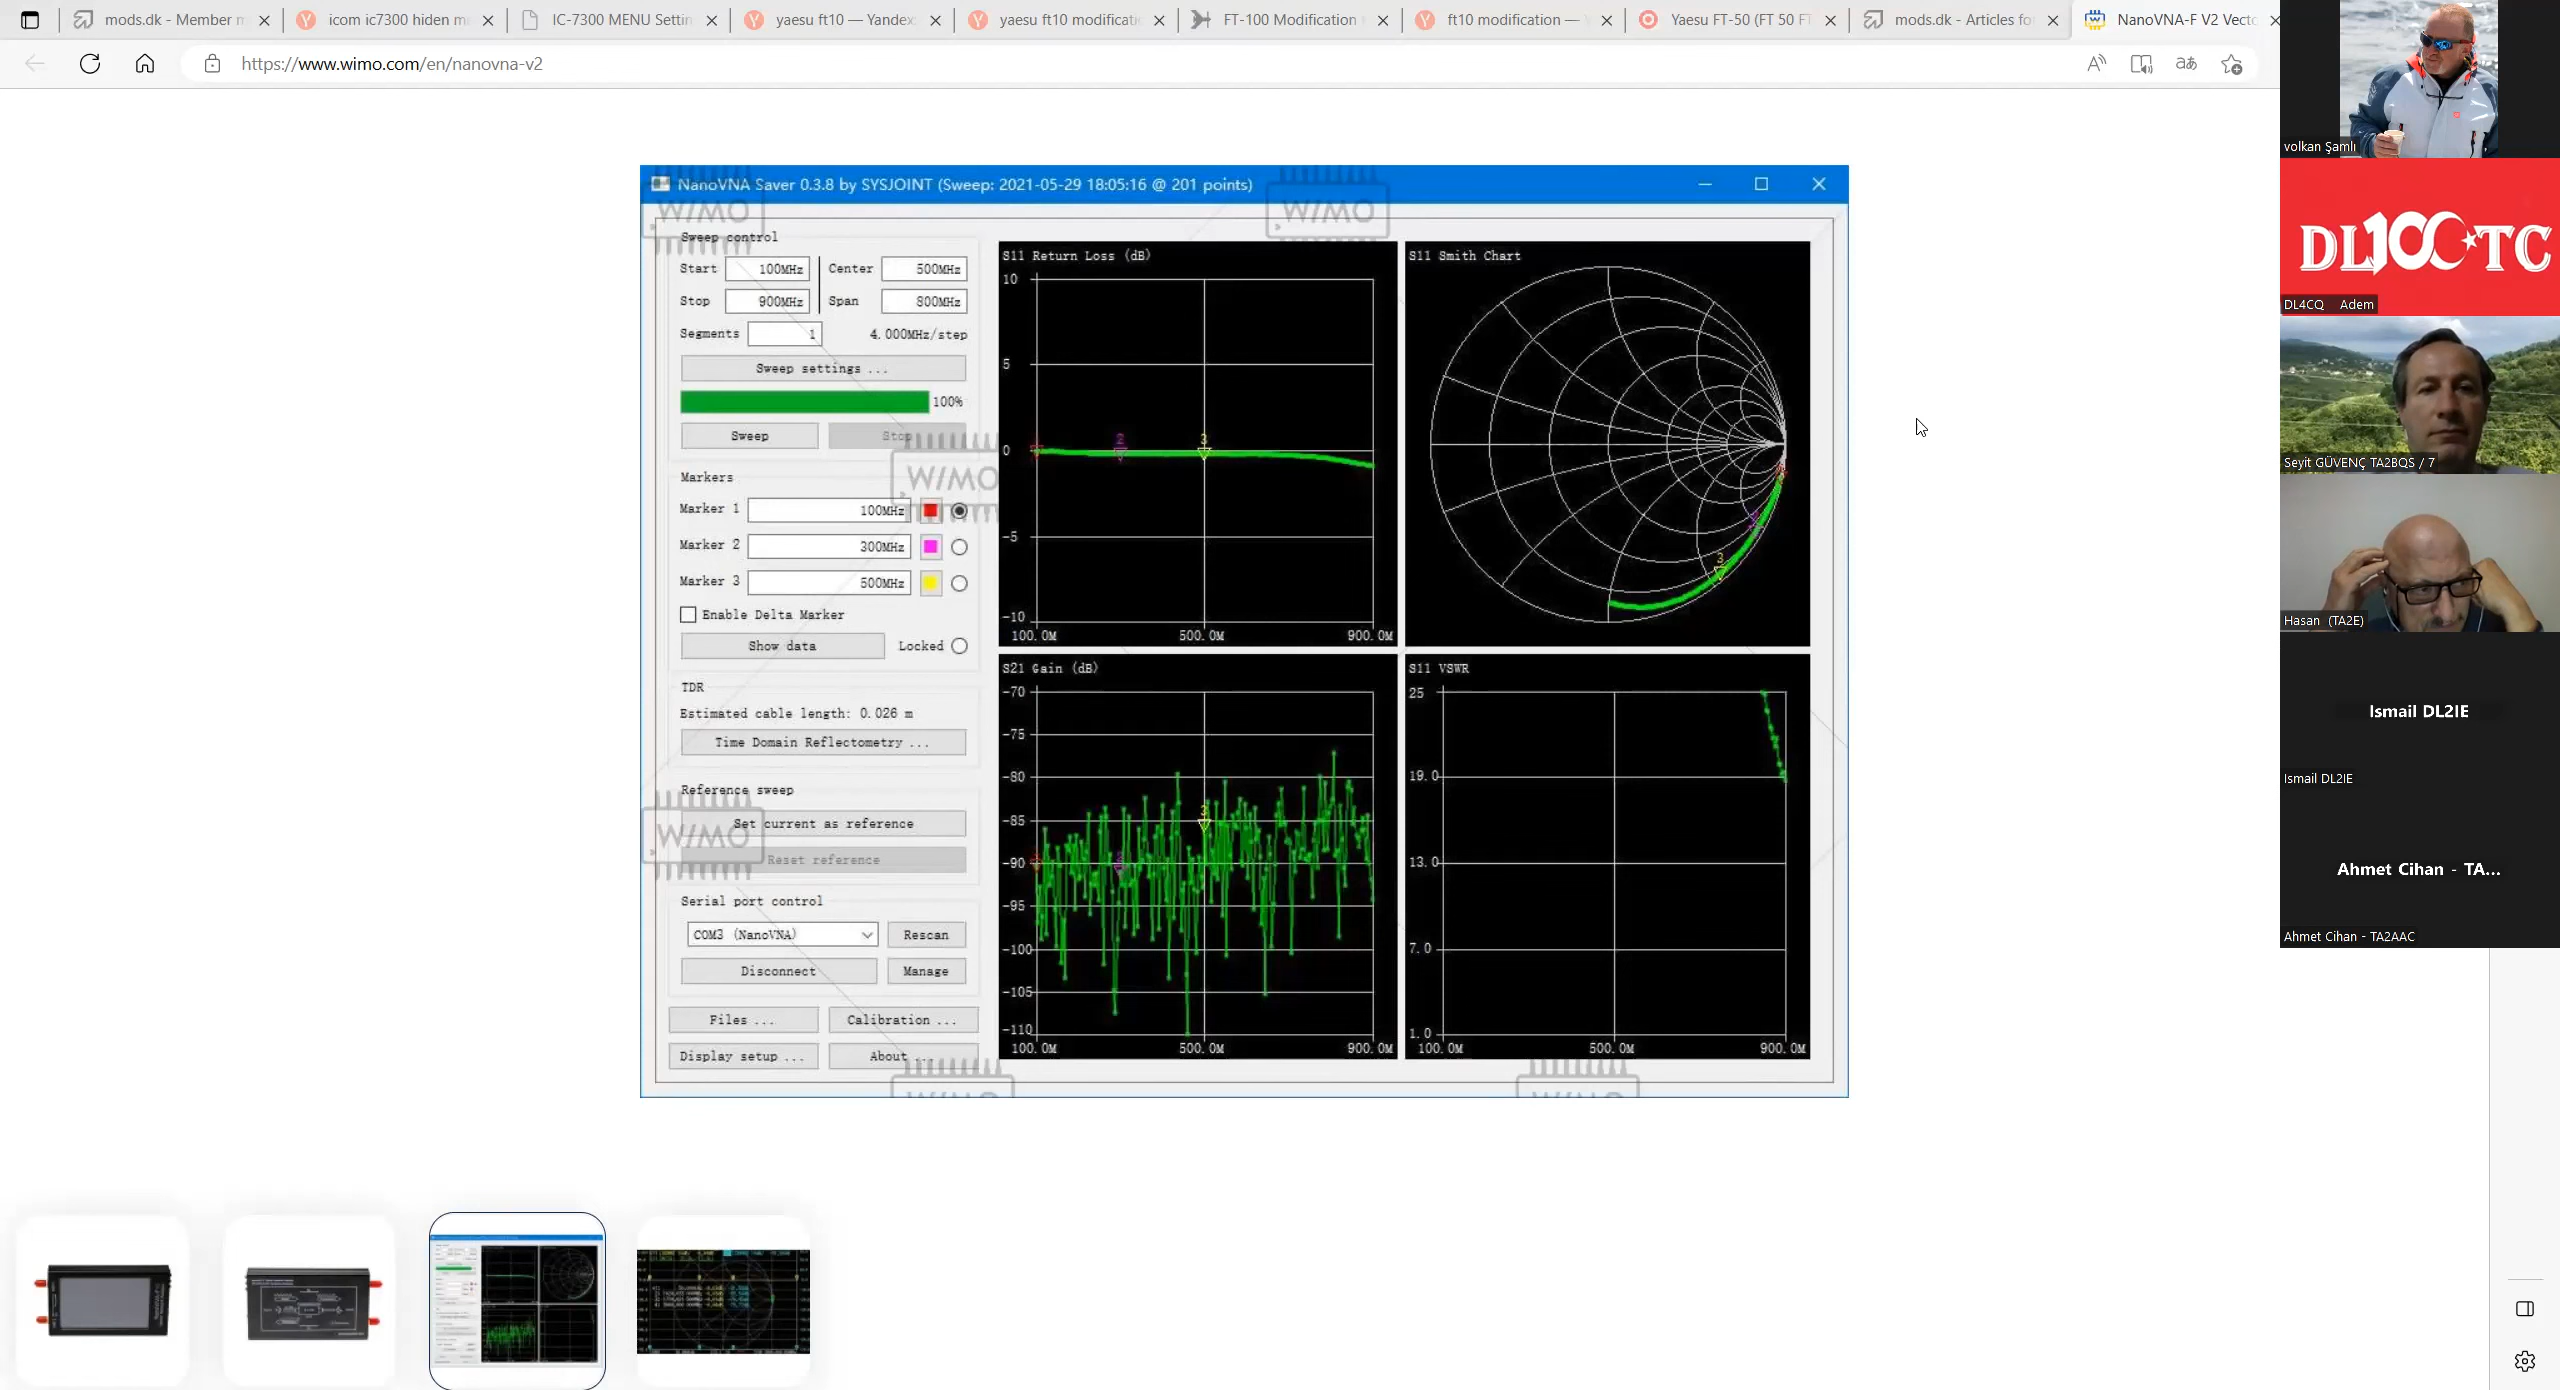 mods.dk - Member m
icom ic7300 hiden m
IC-7300 MENU Settin
yaesu ft10 — Yandex
yaesu ft10 modificati
FT-100 Modification
ft10 modification — Y
Yaesu FT-50 (FT 50 FT
mods.dk - Articles fo
NanoVNA-F V2 Vecto
https://www.wimo.com/en/nanovna-v2
NanoVNA Saver 0.3.8 by SYSJOINT (Sweep: 2021-05-29 18:05:16 @ 201 points)
WiMO
WiMO
Sweep control
Start 100MHz Center 500MHz
Stop 900MHz Span 800MHz
Segments 1 4.000MHz/step
Sweep settings ...
100%
Sweep Stop
WiMO
Markers
Marker 1 100MHz
Marker 2 300MHz
Marker 3 500MHz
Enable Delta Marker
Show data Locked
TDR
Estimated cable length: 0.026 m
Time Domain Reflectometry ...
Reference sweep
Set current as reference
WiMO
Reset reference
Serial port control
COM3 (NanoVNA) Rescan
Disconnect Manage
Files ... Calibration ...
Display setup ... About ...
WiMO
WiMO
S11 Return Loss (dB)
10
5
0
-5
-10
2
3
100.0M 500.0M 900.0M
S11 Smith Chart
3
S21 Gain (dB)
-70
-75
-80
-85
-90
-95
-100
-105
-110
3
100.0M 500.0M 900.0M
S11 VSWR
25
19.0
13.0
7.0
1.0
100.0M 500.0M 900.0M
volkan Şamlı
DL100TC
DL4CQ Adem
Seyit GÜVENÇ TA2BQS / 7
Hasan (TA2E)
Ismail DL2IE
Ismail DL2IE
Ahmet Cihan - TA...
Ahmet Cihan - TA2AAC